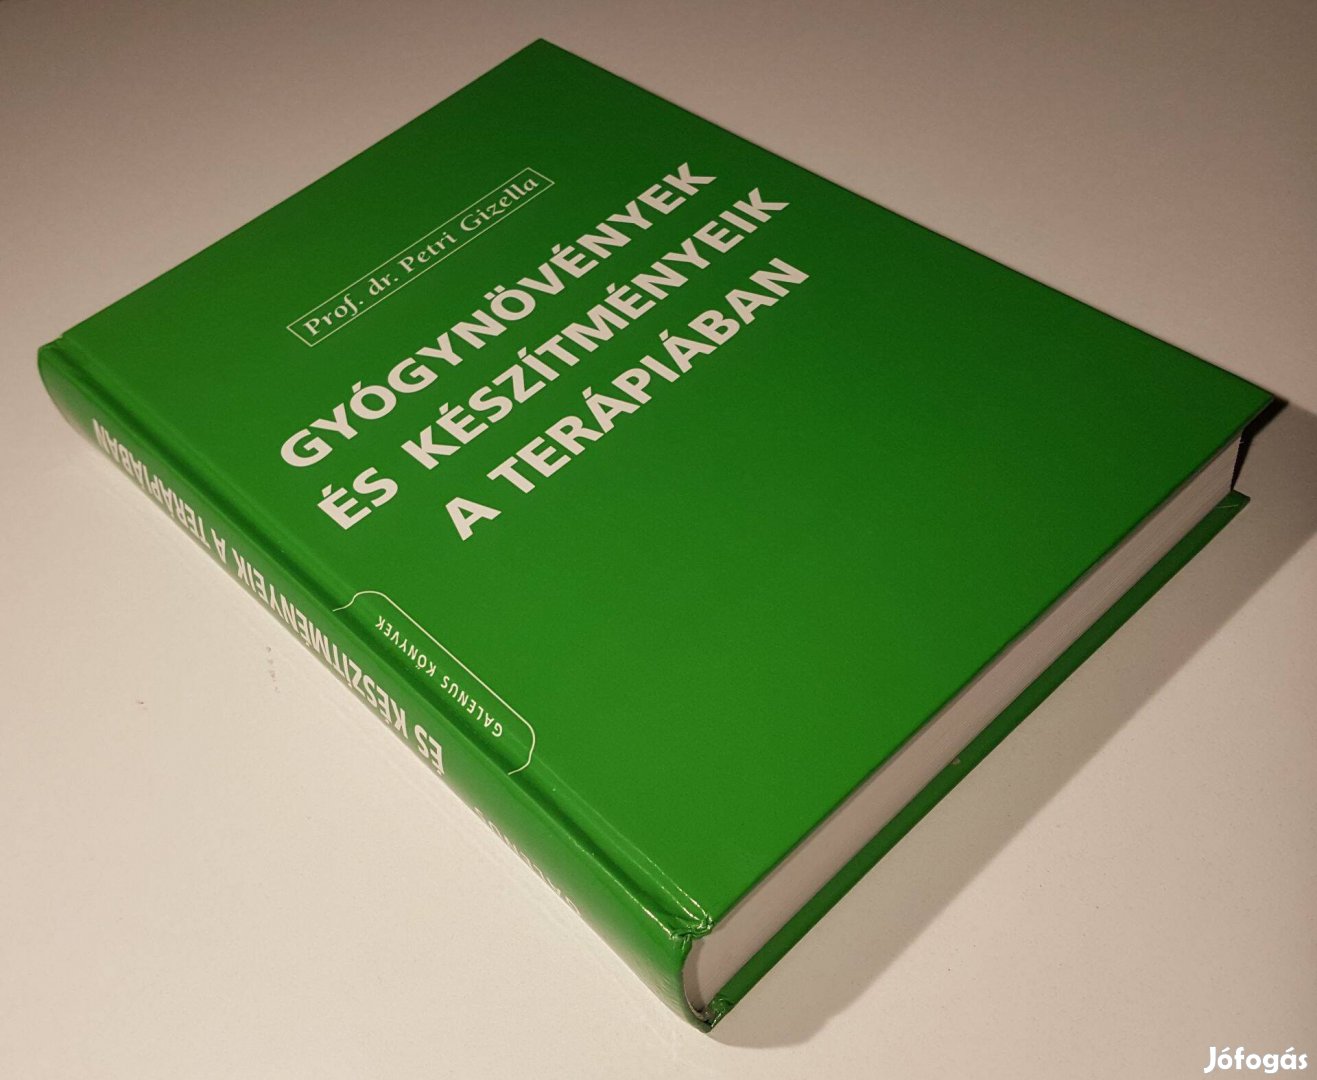 Prof. dr. Petri Gizella
GYÓGYNÖVÉNYEK
ÉS KÉSZÍTMÉNYEIK
A TERÁPIÁBAN
GALENUS KÖNYVEK
ÉS KÉSZÍTMÉNYEIK A TERÁPIÁBAN
Jófogás